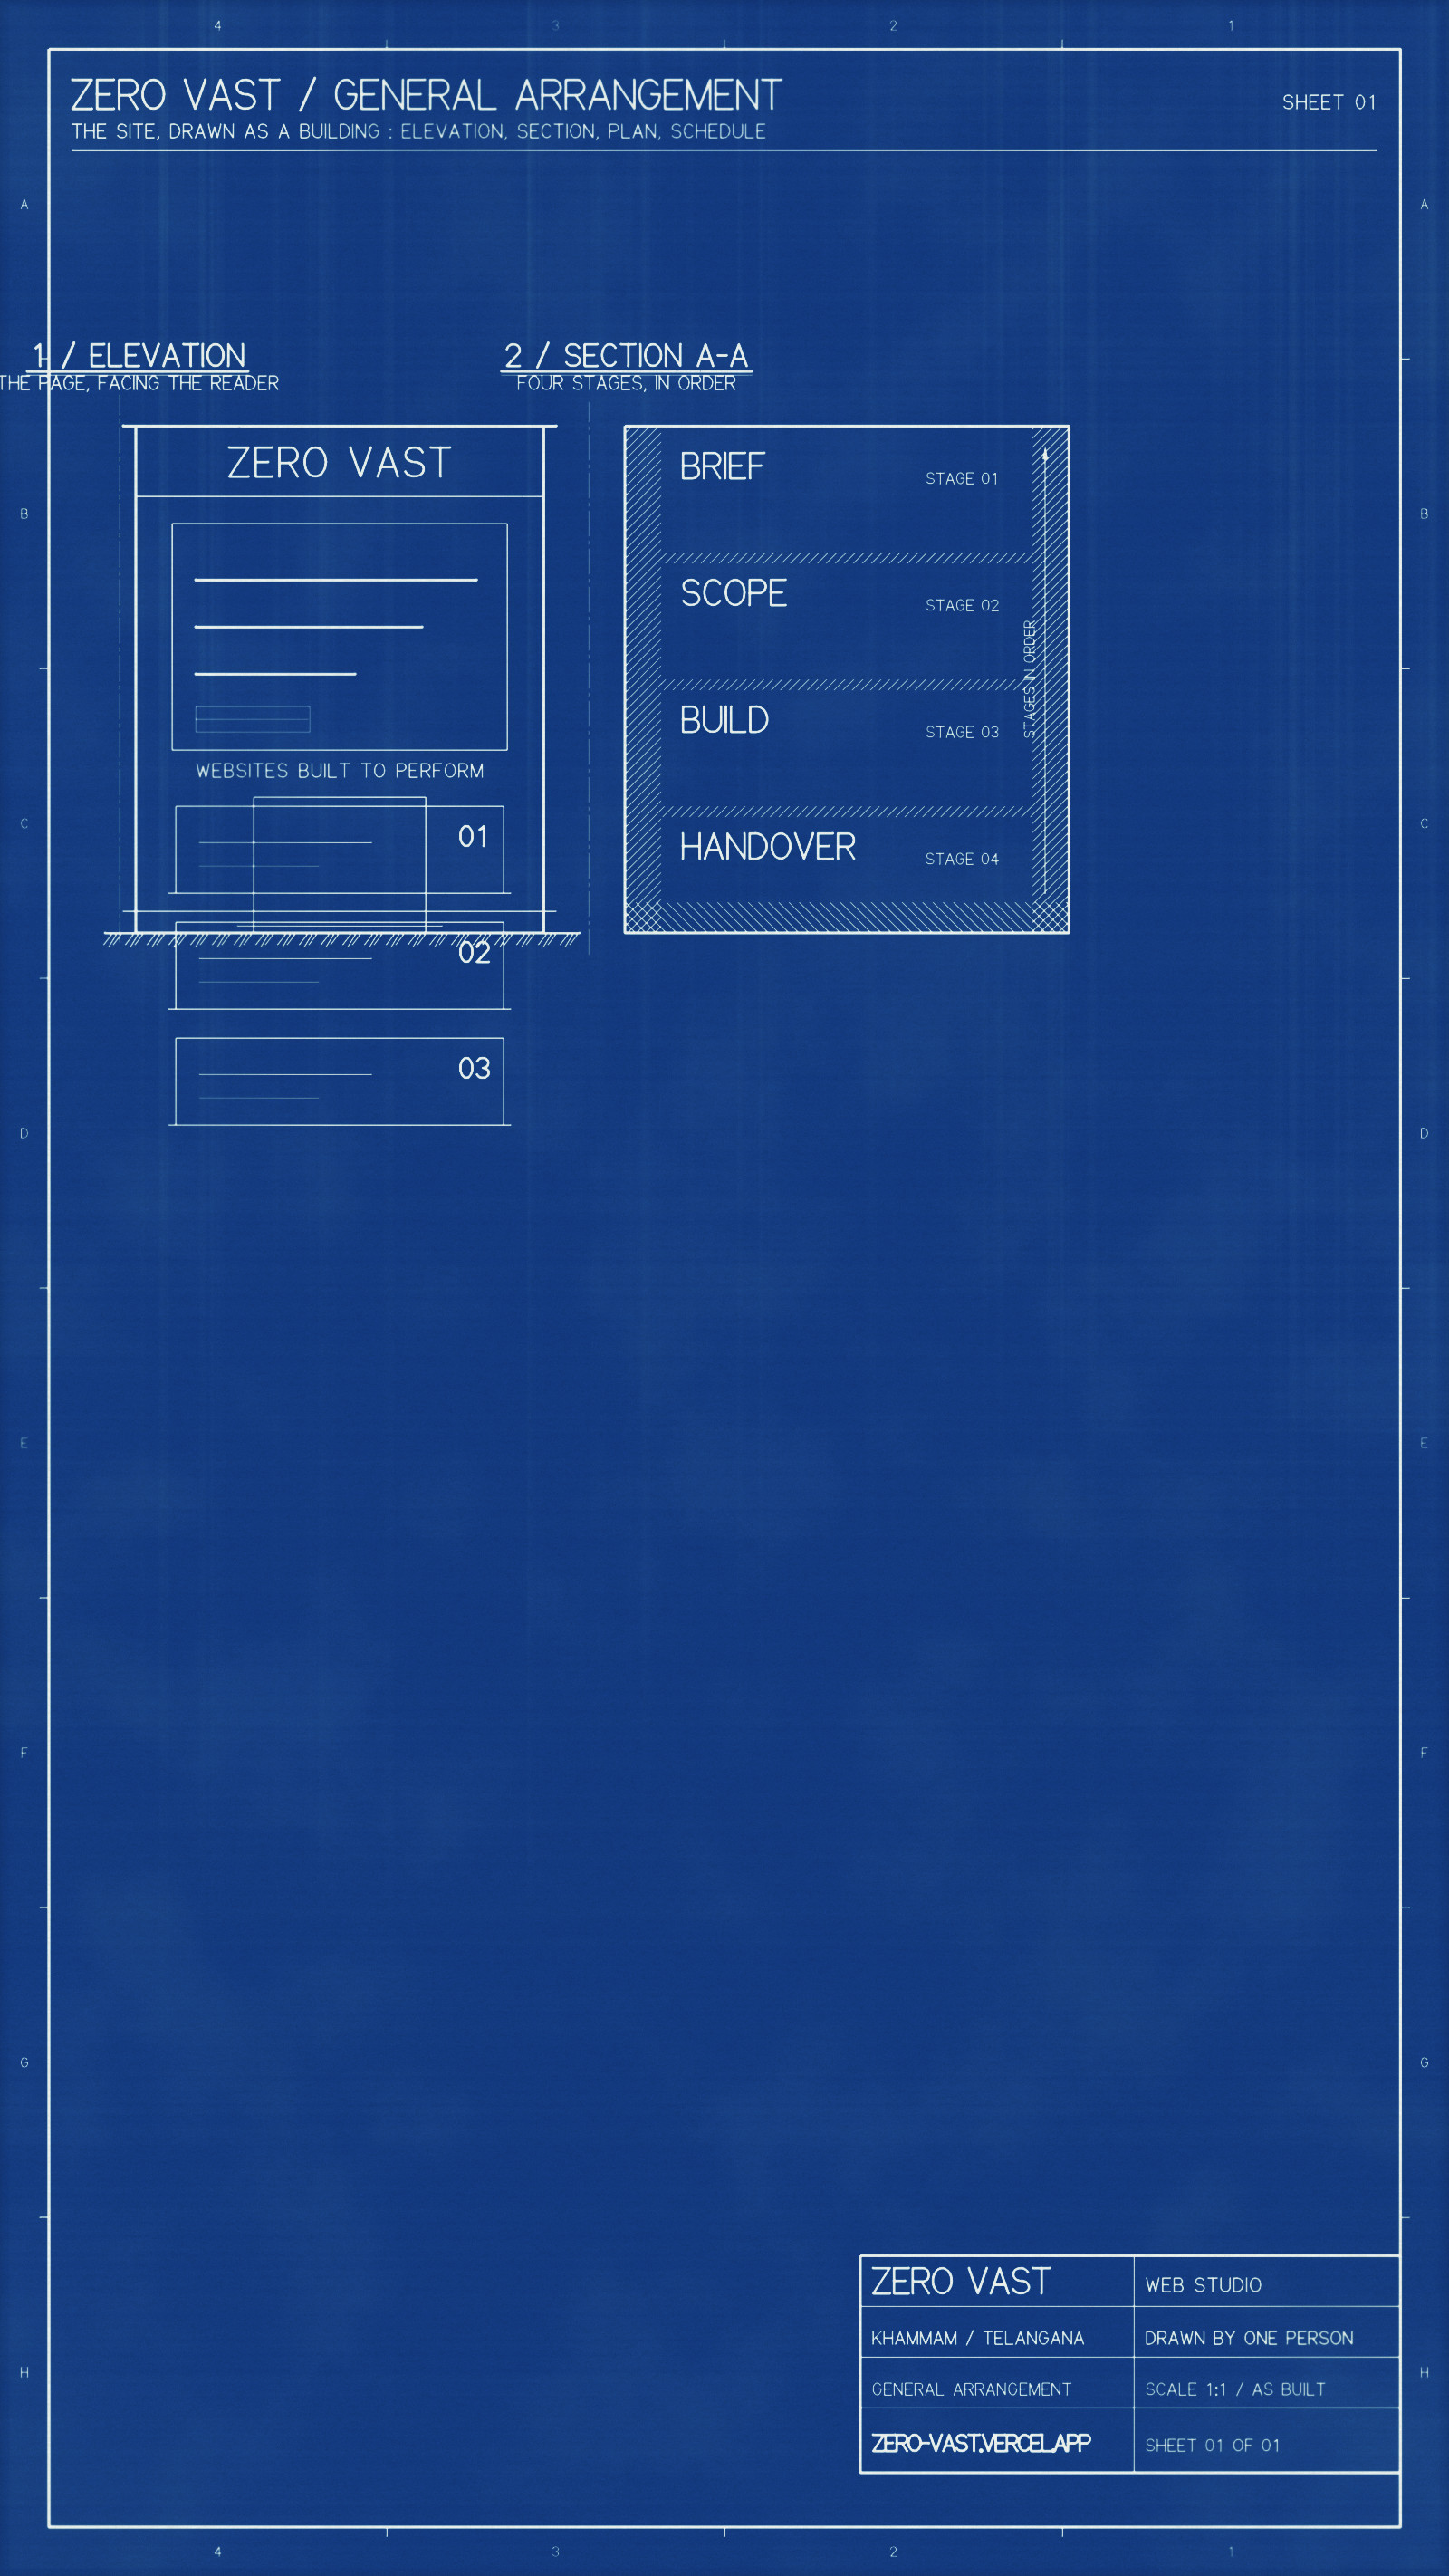 4 3 2 1
ZERO VAST / GENERAL ARRANGEMENT
SHEET 01
THE SITE, DRAWN AS A BUILDING : ELEVATION, SECTION, PLAN, SCHEDULE
A A
1 / ELEVATION
THE PAGE, FACING THE READER
2 / SECTION A-A
FOUR STAGES, IN ORDER
ZERO VAST
WEBSITES BUILT TO PERFORM
01
02
03
BRIEF STAGE 01
SCOPE STAGE 02
BUILD STAGE 03
HANDOVER STAGE 04
STAGES IN ORDER
B B
C C
D D
E E
F F
G G
H H
ZERO VAST WEB STUDIO
KHAMMAM / TELANGANA DRAWN BY ONE PERSON
GENERAL ARRANGEMENT SCALE 1:1 / AS BUILT
ZERO-VAST.VERCEL.APP SHEET 01 OF 01
4 3 2 1